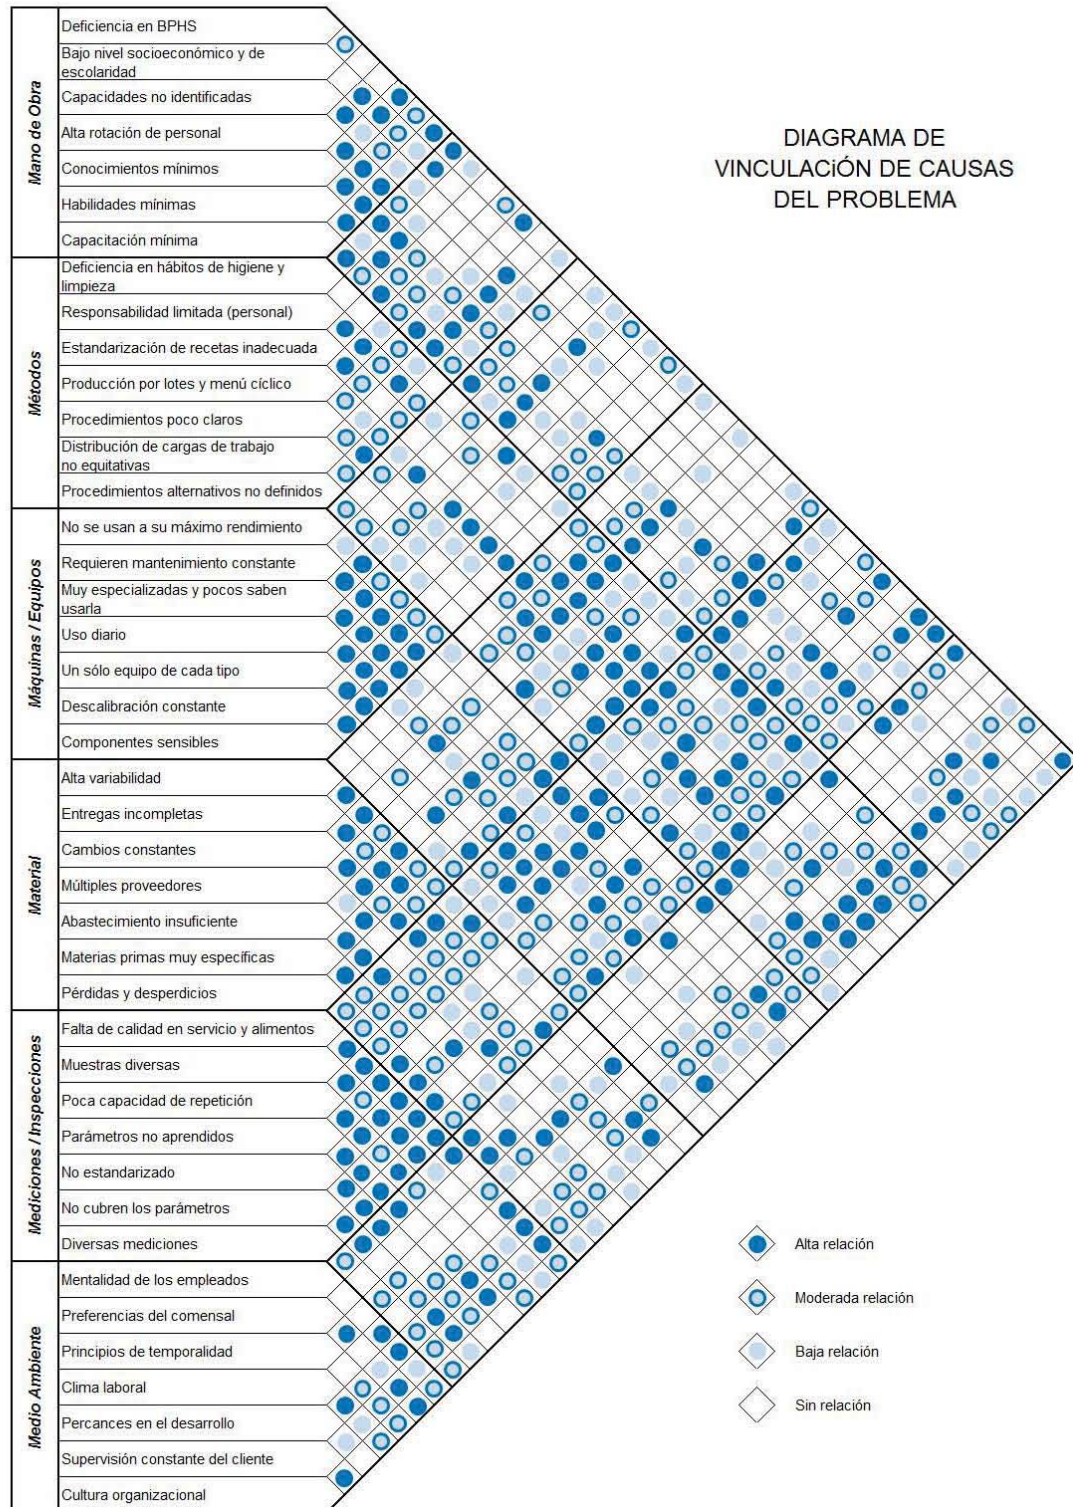 Mano de Obra
Deficiencia en BPHS
Bajo nivel socioeconómico y de
escolaridad
Capacidades no identificadas
Alta rotación de personal
Conocimientos mínimos
Habilidades mínimas
Capacitación mínima
Métodos
Deficiencia en hábitos de higiene y
limpieza
Responsabilidad limitada (personal)
Estandarización de recetas inadecuada
Producción por lotes y menú cíclico
Procedimientos poco claros
Distribución de cargas de trabajo
no equitativas
Procedimientos alternativos no definidos
Máquinas / Equipos
No se usan a su máximo rendimiento
Requieren mantenimiento constante
Muy especializadas y pocos saben
usarla
Uso diario
Un sólo equipo de cada tipo
Descalibración constante
Componentes sensibles
Material
Alta variabilidad
Entregas incompletas
Cambios constantes
Múltiples proveedores
Abastecimiento insuficiente
Materias primas muy específicas
Pérdidas y desperdicios
Mediciones / Inspecciones
Falta de calidad en servicio y alimentos
Muestras diversas
Poca capacidad de repetición
Parámetros no aprendidos
No estandarizado
No cubren los parámetros
Diversas mediciones
Medio Ambiente
Mentalidad de los empleados
Preferencias del comensal
Principios de temporalidad
Clima laboral
Percances en el desarrollo
Supervisión constante del cliente
Cultura organizacional
DIAGRAMA DE
VINCULACiÓN DE CAUSAS
DEL PROBLEMA
Alta relación
Moderada relación
Baja relación
Sin relación